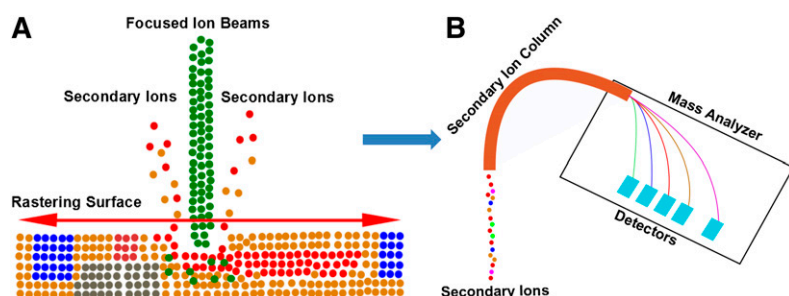 A
Focused Ion Beams
Secondary Ions
Secondary Ions
Rastering Surface
B
Secondary Ion Column
Mass Analyzer
Detectors
Secondary Ions